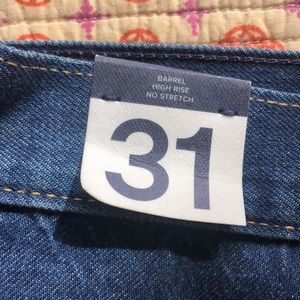 BARREL
HIGH RISE
NO STRETCH
31